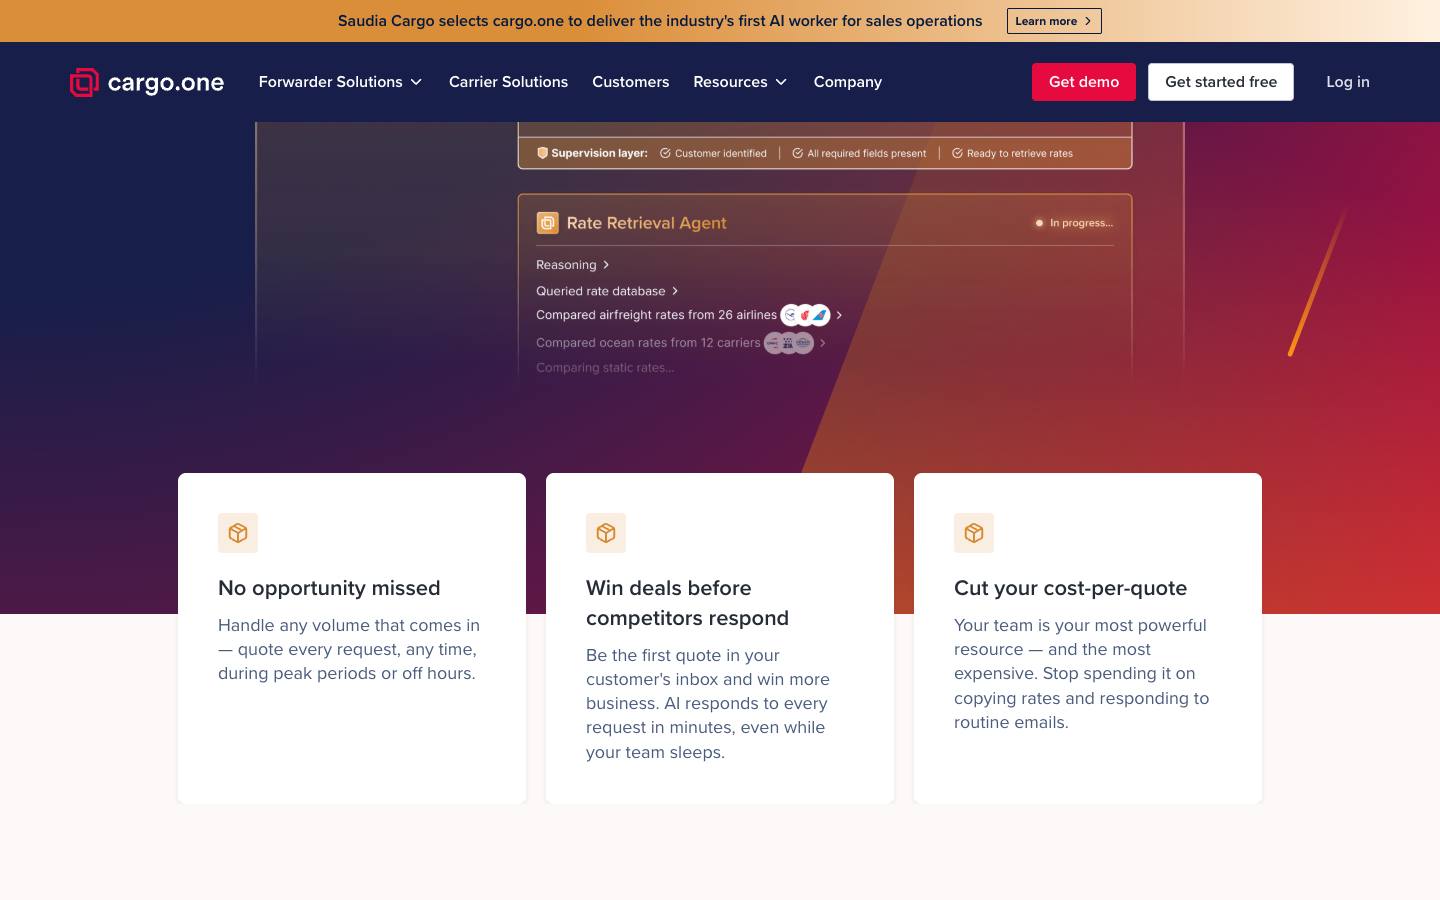 Saudia Cargo selects cargo.one to deliver the industry's first AI worker for sales operations
Learn more
cargo.one
Forwarder Solutions
Carrier Solutions
Customers
Resources
Company
Get demo
Get started free
Log in
Supervision layer:
Customer identified
All required fields present
Ready to retrieve rates
Rate Retrieval Agent
In progress...
Reasoning
Queried rate database
Compared airfreight rates from 26 airlines
Compared ocean rates from 12 carriers
Comparing static rates...
No opportunity missed
Handle any volume that comes in
— quote every request, any time,
during peak periods or off hours.
Win deals before
competitors respond
Be the first quote in your
customer's inbox and win more
business. AI responds to every
request in minutes, even while
your team sleeps.
Cut your cost-per-quote
Your team is your most powerful
resource — and the most
expensive. Stop spending it on
copying rates and responding to
routine emails.